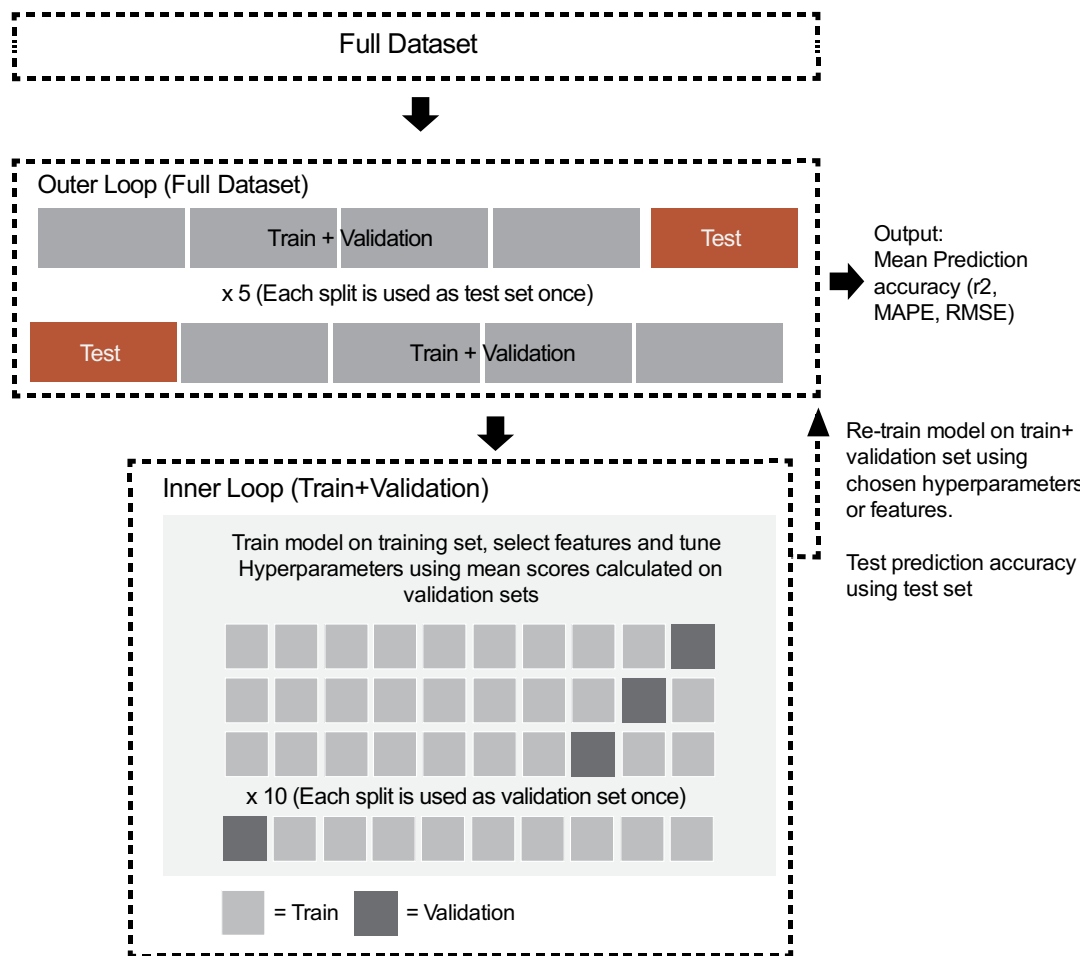 Full Dataset
Outer Loop (Full Dataset)
Train + Validation
Test
x 5 (Each split is used as test set once)
Test
Train + Validation
Output:
Mean Prediction
accuracy (r2,
MAPE, RMSE)
Re-train model on train+
validation set using
chosen hyperparameters
or features.
Test prediction accuracy
using test set
Inner Loop (Train+Validation)
Train model on training set, select features and tune
Hyperparameters using mean scores calculated on
validation sets
x 10 (Each split is used as validation set once)
= Train
= Validation